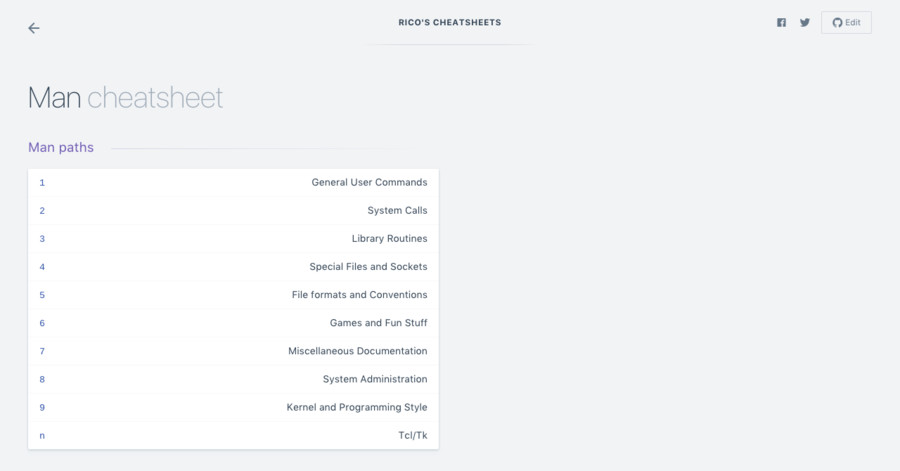 RICO'S CHEATSHEETS
Edit
Man cheatsheet
Man paths
1 General User Commands
2 System Calls
3 Library Routines
4 Special Files and Sockets
5 File formats and Conventions
6 Games and Fun Stuff
7 Miscellaneous Documentation
8 System Administration
9 Kernel and Programming Style
n Tcl/Tk